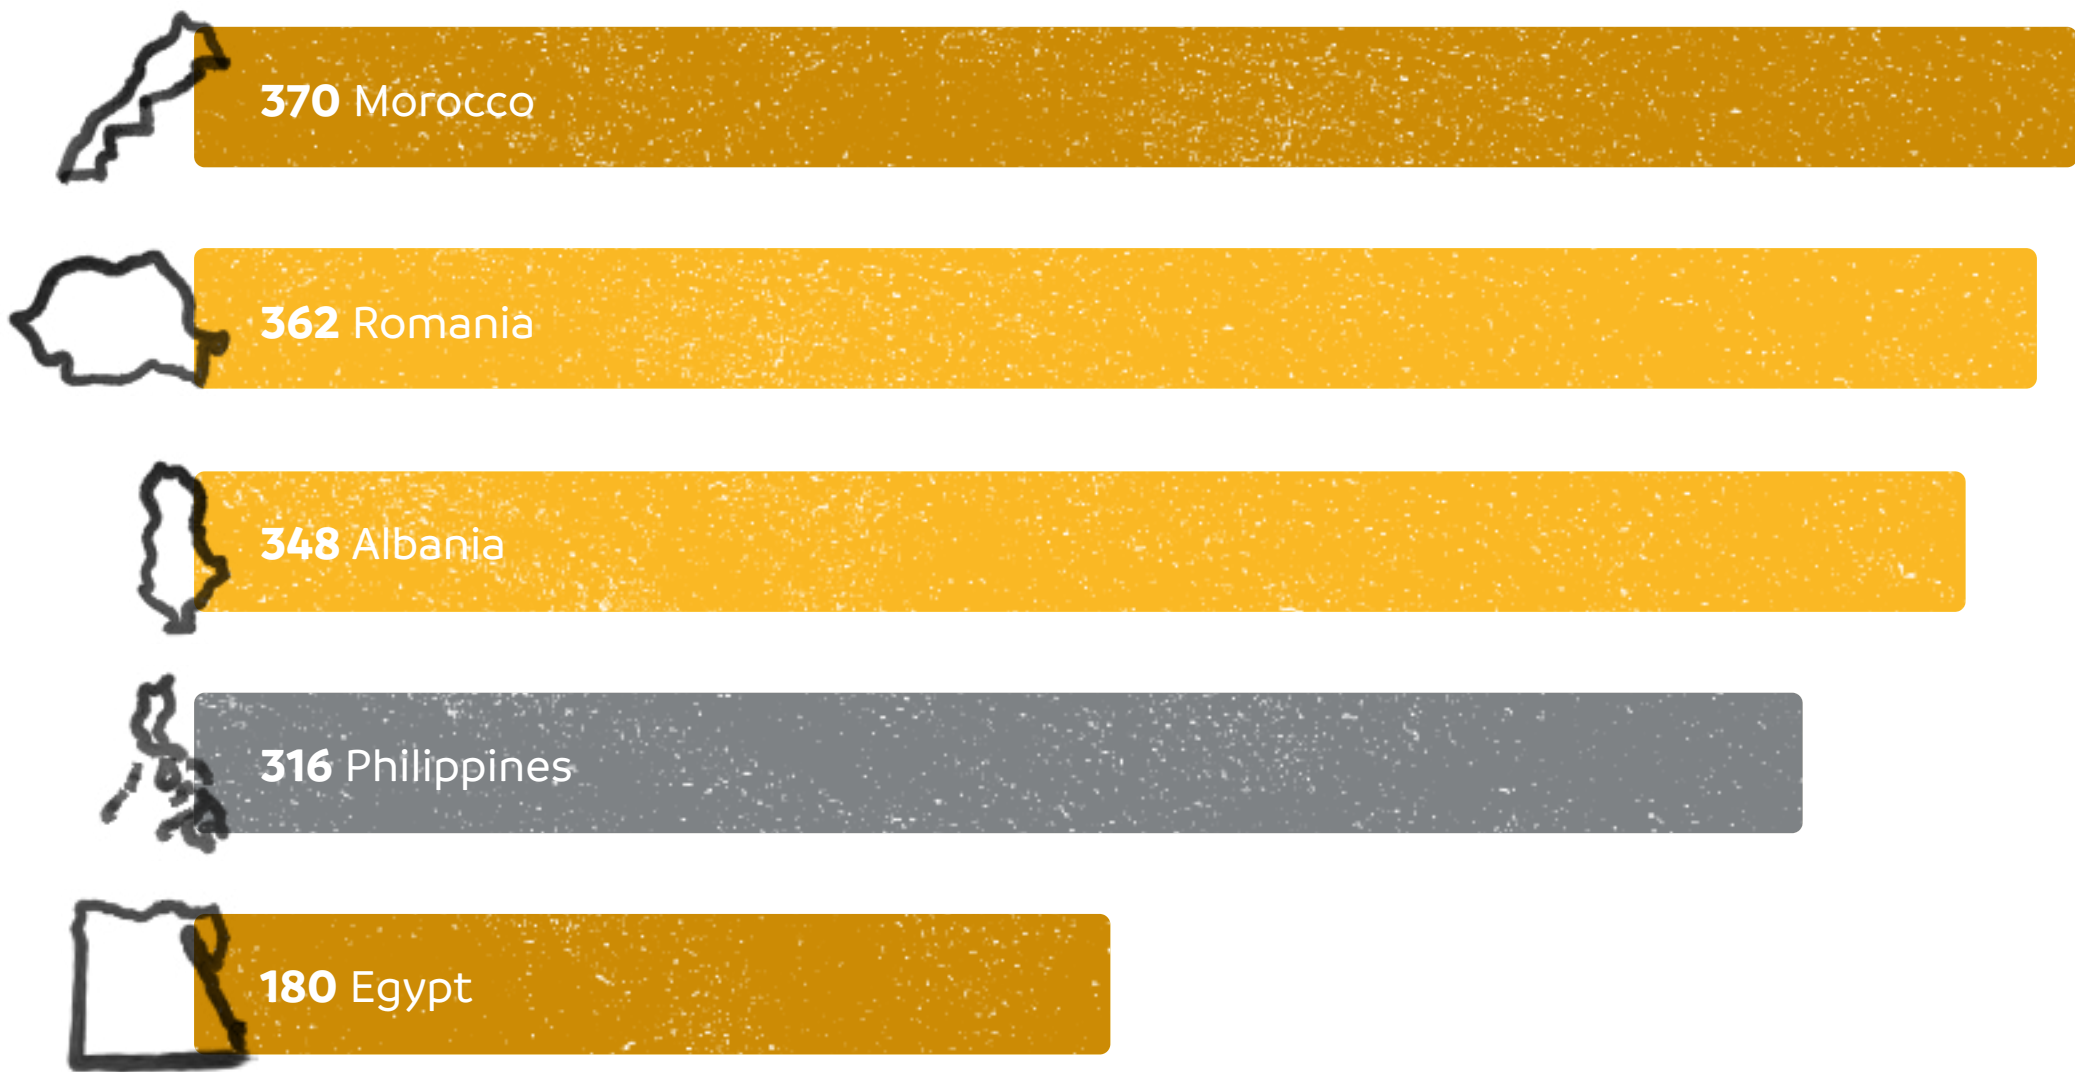 370 Morocco
362 Romania
348 Albania
316 Philippines
180 Egypt